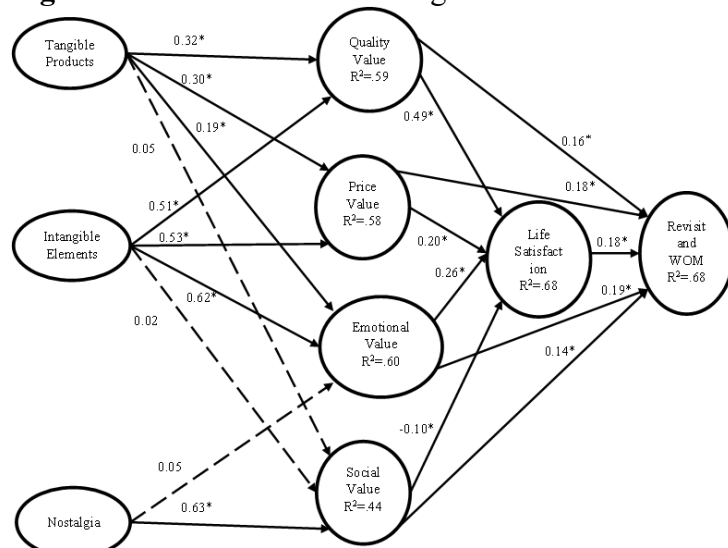 Tangible
Products
Quality
Value
R²=.59
0.32*
0.30*
0.19*
0.05
0.49*
0.16*
Price
Value
R²=.58
0.18*
0.51*
0.53*
Intangible
Elements
0.62*
0.02
Life
Satisfact
ion
R²=.68
0.20*
0.26*
0.18*
Revisit
and
WOM
R²=.68
0.19*
Emotional
Value
R²=.60
0.14*
-0.10*
0.05
Social
Value
R²=.44
0.63*
Nostalgia